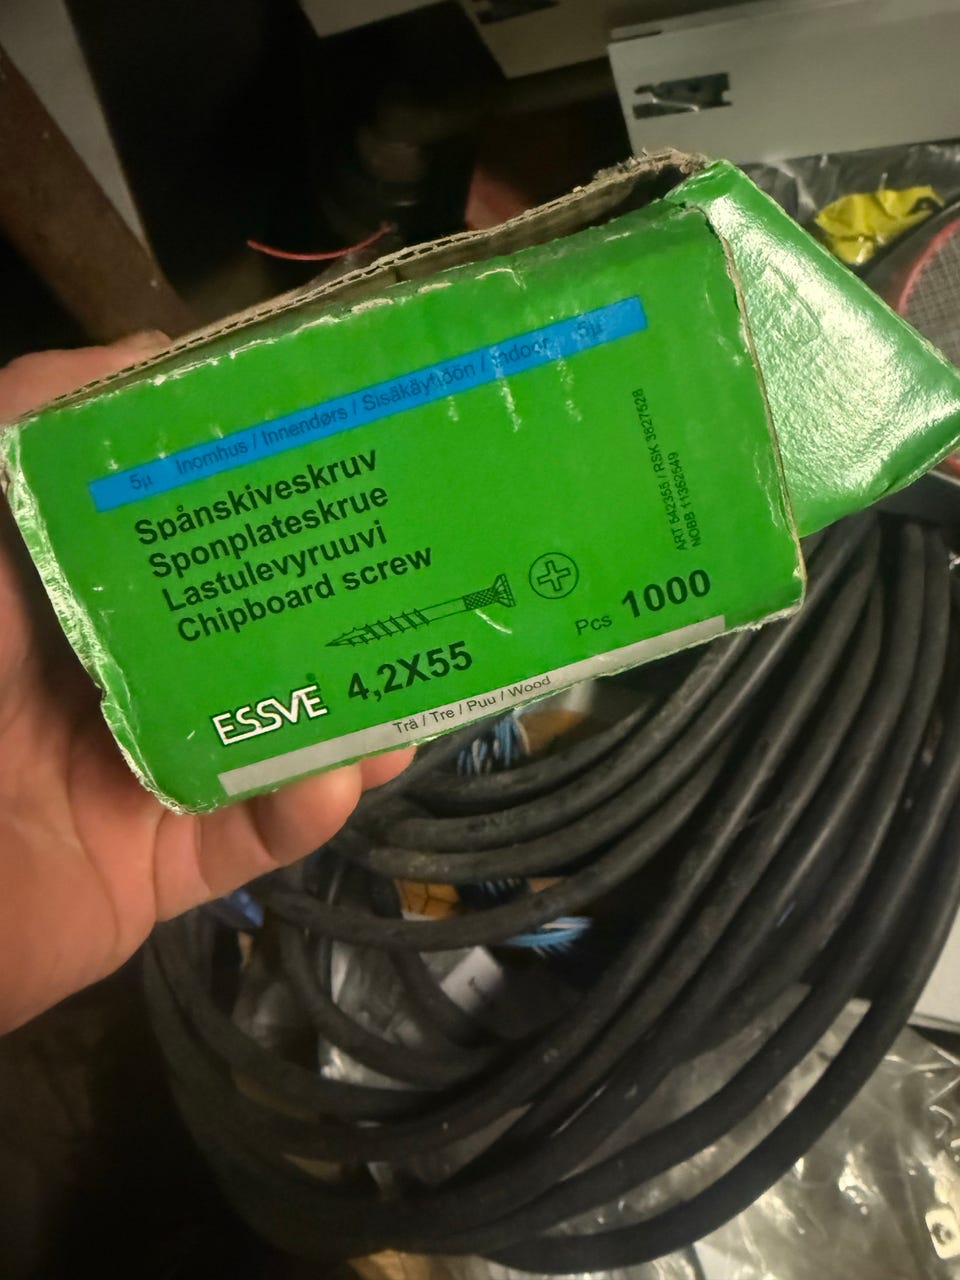 5µ Inomhus / Innendørs / Sisäkäyhöön / Indoor 5µ
Spånskiveskruv
Sponplateskrue
Lastulevyruuvi
Chipboard screw
ART 542355 / RSK 3827528
NOBB 11362549
ESSVE® 4,2X55
Pcs 1000
Trä / Tre / Puu / Wood